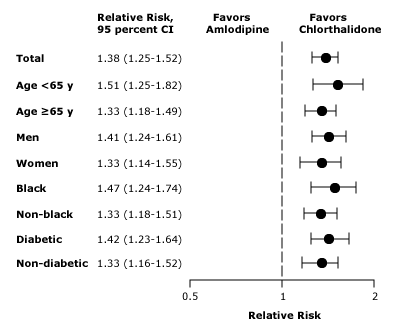 Relative Risk, 95 percent CI
Favors Amlodipine
Favors Chlorthalidone
Total 1.38 (1.25-1.52)
Age <65 y 1.51 (1.25-1.82)
Age ≥65 y 1.33 (1.18-1.49)
Men 1.41 (1.24-1.61)
Women 1.33 (1.14-1.55)
Black 1.47 (1.24-1.74)
Non-black 1.33 (1.18-1.51)
Diabetic 1.42 (1.23-1.64)
Non-diabetic 1.33 (1.16-1.52)
0.5 1 2
Relative Risk